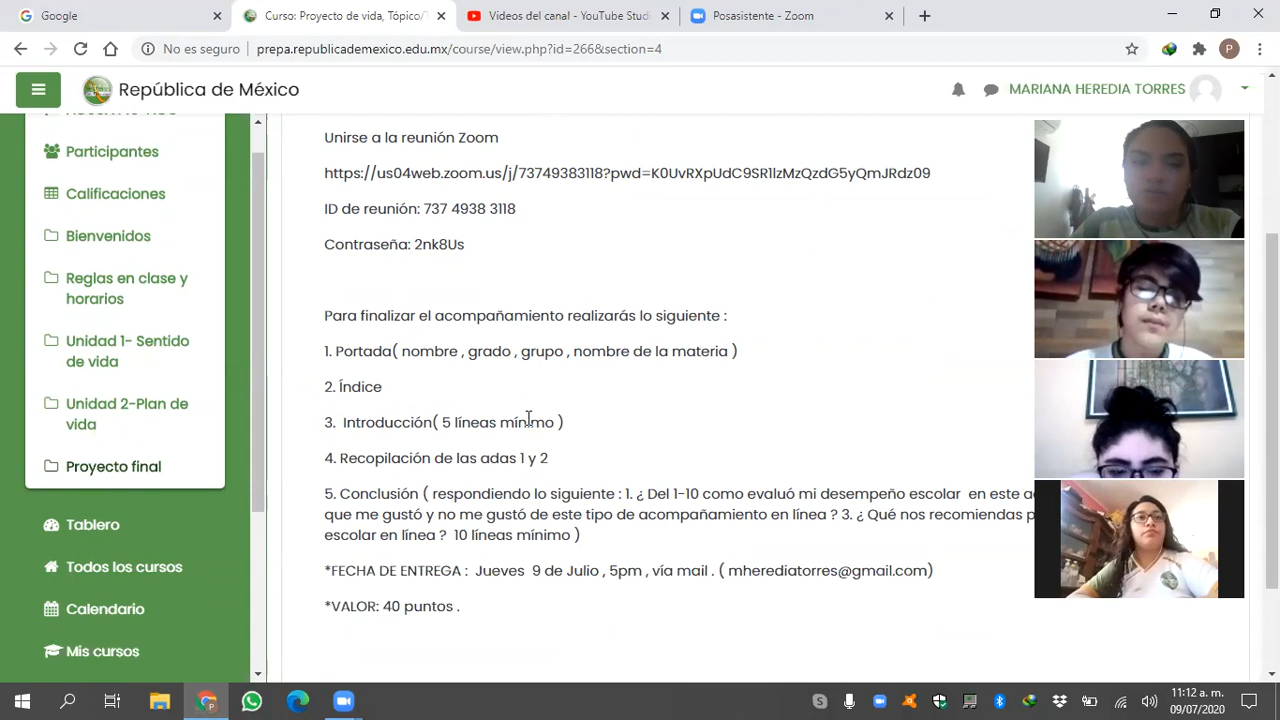 Google
Curso: Proyecto de vida, Tópico/T
Vídeos del canal - YouTube Studi
Posasistente - Zoom
No es seguro
prepa.republicademexico.edu.mx/course/view.php?id=266&section=4
P
República de México
MARIANA HEREDIA TORRES
Participantes
Calificaciones
Bienvenidos
Reglas en clase y
horarios
Unidad 1- Sentido
de vida
Unidad 2-Plan de
vida
Proyecto final
Tablero
Todos los cursos
Calendario
Mis cursos
Unirse a la reunión Zoom
https://us04web.zoom.us/j/73749383118?pwd=K0UvRXpUdC9SR1lzMzQzdG5yQmJRdz09
ID de reunión: 737 4938 3118
Contraseña: 2nk8Us
Para finalizar el acompañamiento realizarás lo siguiente :
1. Portada( nombre , grado , grupo , nombre de la materia )
2. Índice
3. Introducción( 5 líneas mínimo )
4. Recopilación de las adas 1 y 2
5. Conclusión ( respondiendo lo siguiente : 1. ¿ Del 1-10 como evaluó mi desempeño escolar en este a
que me gustó y no me gustó de este tipo de acompañamiento en línea ? 3. ¿ Qué nos recomiendas p
escolar en línea ? 10 líneas mínimo )
*FECHA DE ENTREGA : Jueves 9 de Julio , 5pm , vía mail . ( mherediatorres@gmail.com)
*VALOR: 40 puntos .
11:12 a. m.
09/07/2020